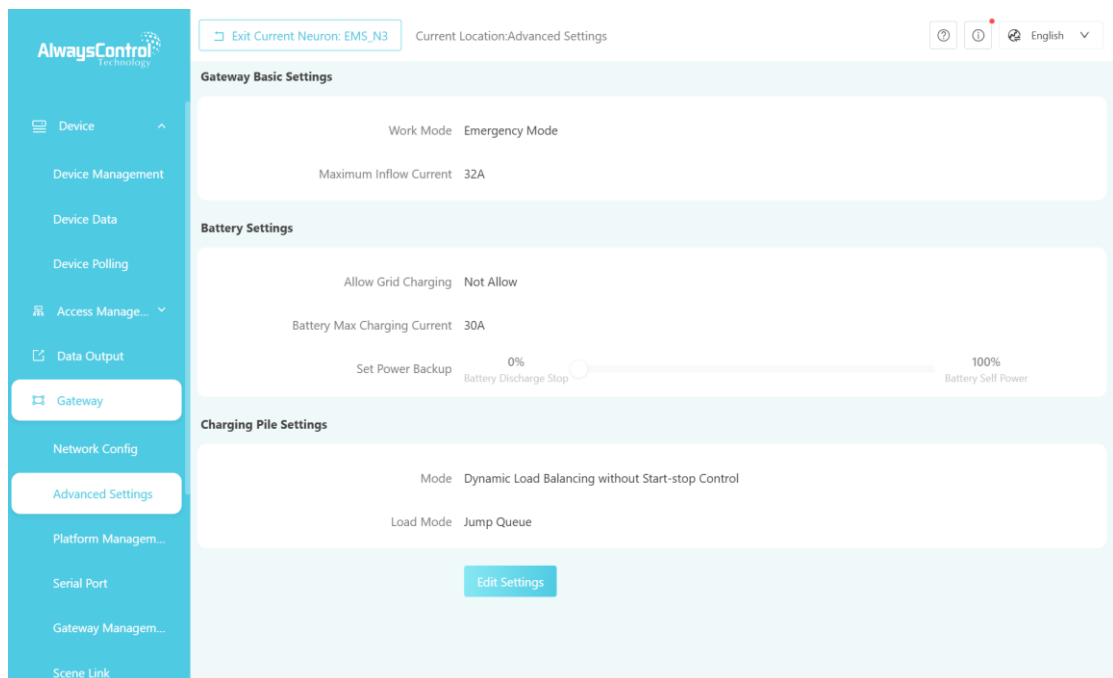 AlwaysControl
Technology
Exit Current Neuron: EMS_N3
Current Location:Advanced Settings
English
Device
Device Management
Device Data
Device Polling
Access Manage...
Data Output
Gateway
Network Config
Advanced Settings
Platform Managem...
Serial Port
Gateway Managem...
Scene Link
Gateway Basic Settings
Work Mode Emergency Mode
Maximum Inflow Current 32A
Battery Settings
Allow Grid Charging Not Allow
Battery Max Charging Current 30A
Set Power Backup 0% 100%
Battery Discharge Stop Battery Self Power
Charging Pile Settings
Mode Dynamic Load Balancing without Start-stop Control
Load Mode Jump Queue
Edit Settings